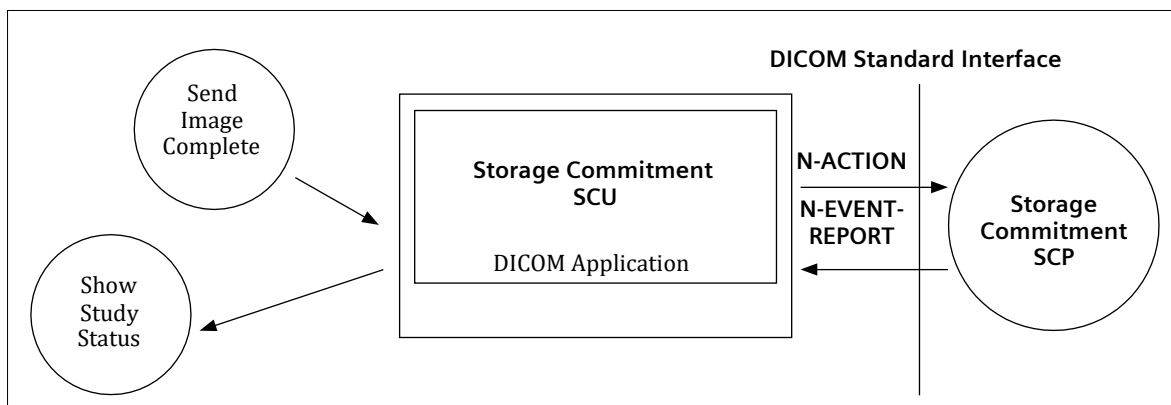 Send
Image
Complete
Show
Study
Status
Storage Commitment
SCU
DICOM Application
DICOM Standard Interface
N-ACTION
N-EVENT-
REPORT
Storage
Commitment
SCP